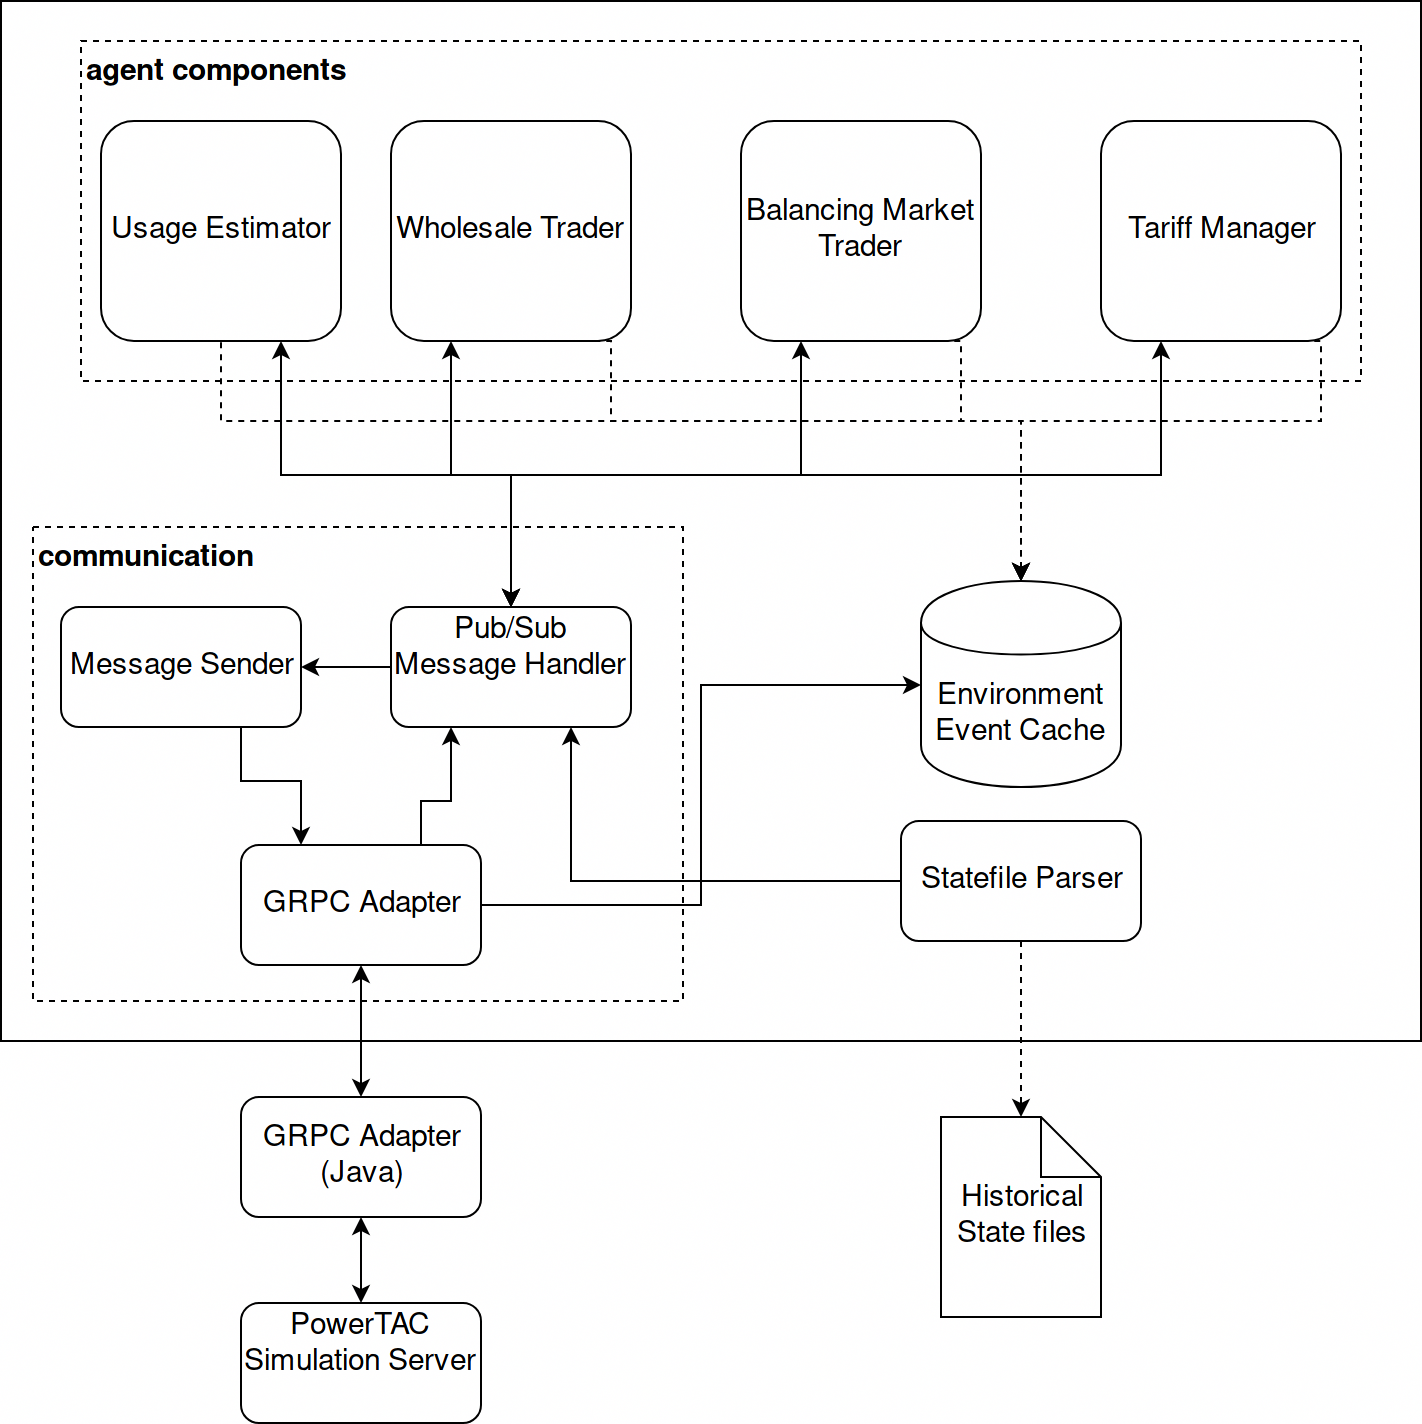 agent components
Usage Estimator
Wholesale Trader
Balancing Market
Trader
Tariff Manager
communication
Message Sender
Pub/Sub
Message Handler
Environment
Event Cache
GRPC Adapter
Statefile Parser
GRPC Adapter
(Java)
Historical
State files
PowerTAC
Simulation Server